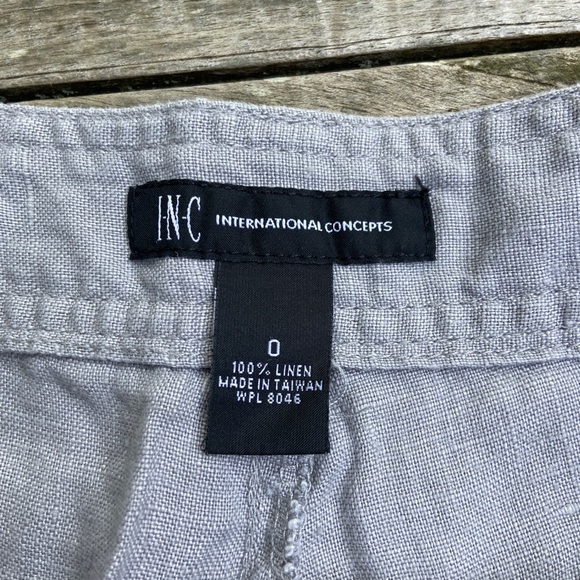 I·N·C INTERNATIONAL CONCEPTS
0
100% LINEN
MADE IN TAIWAN
WPL 8046